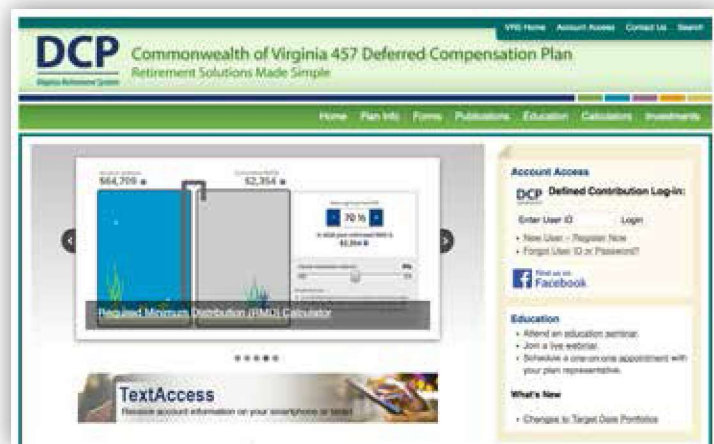 VRS Home Account Access Contact Us Search
DCP
Virginia Retirement System
Commonwealth of Virginia 457 Deferred Compensation Plan
Retirement Solutions Made Simple
Home Plan Info Forms Publications Education Calculators Investments
$64,709
$2,354
70 ½
$2,354
Required Minimum Distribution (RMD) Calculator
TextAccess
Receive account information on your smartphone or tablet
Account Access
DCP Defined Contribution Log-in:
Enter User ID Login
• New User – Register Now
• Forgot User ID or Password?
Find us on
Facebook
Education
• Attend an education seminar.
• Join a live webinar.
• Schedule a one-on-one appointment with
your plan representative.
What's New
• Changes to Target Date Portfolios